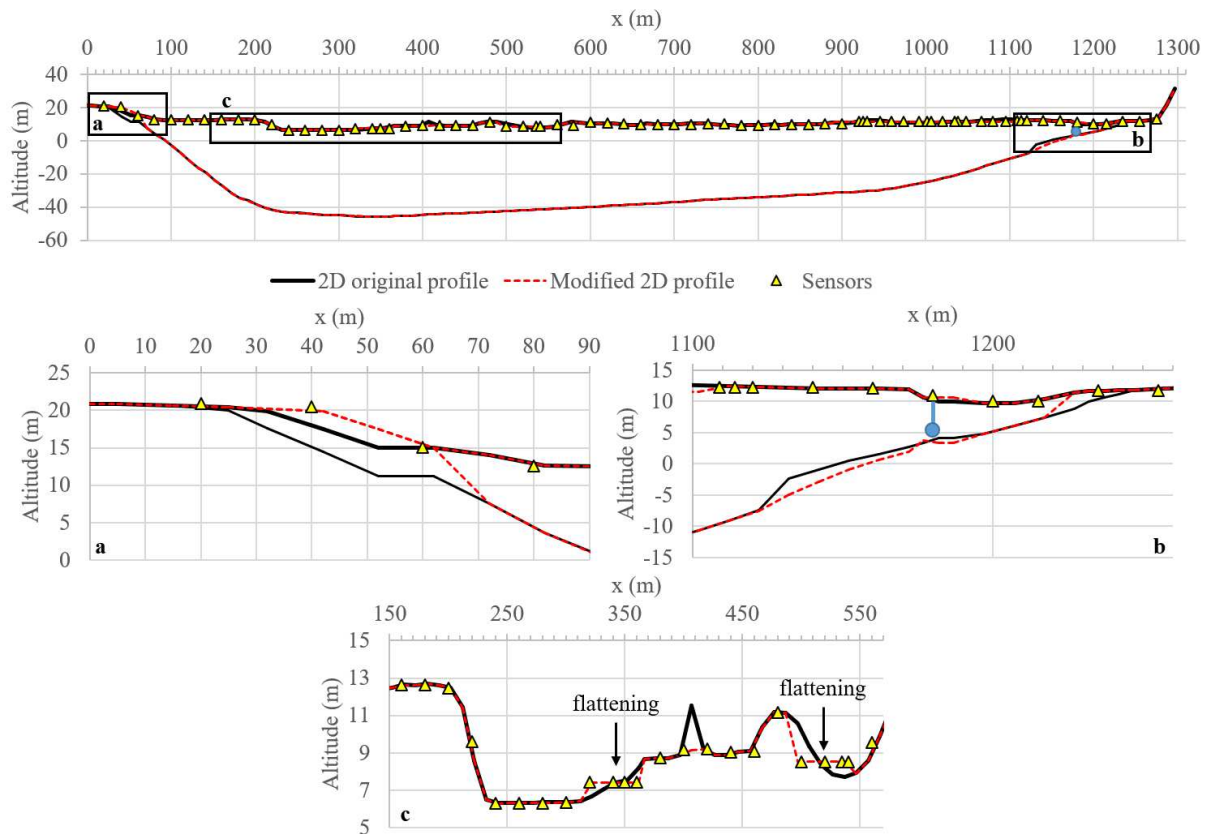 x (m)
0 100 200 300 400 500 600 700 800 900 1000 1100 1200 1300
40
20
0
-20
-40
-60
Altitude (m)
a
c
b
2D original profile Modified 2D profile Sensors
x (m)
0 10 20 30 40 50 60 70 80 90
25
20
15
10
5
0
Altitude (m)
a
x (m)
1100 1200
15
10
5
0
-5
-10
-15
Altitude (m)
b
x (m)
150 250 350 450 550
15
13
11
9
7
5
Altitude (m)
flattening
flattening
c